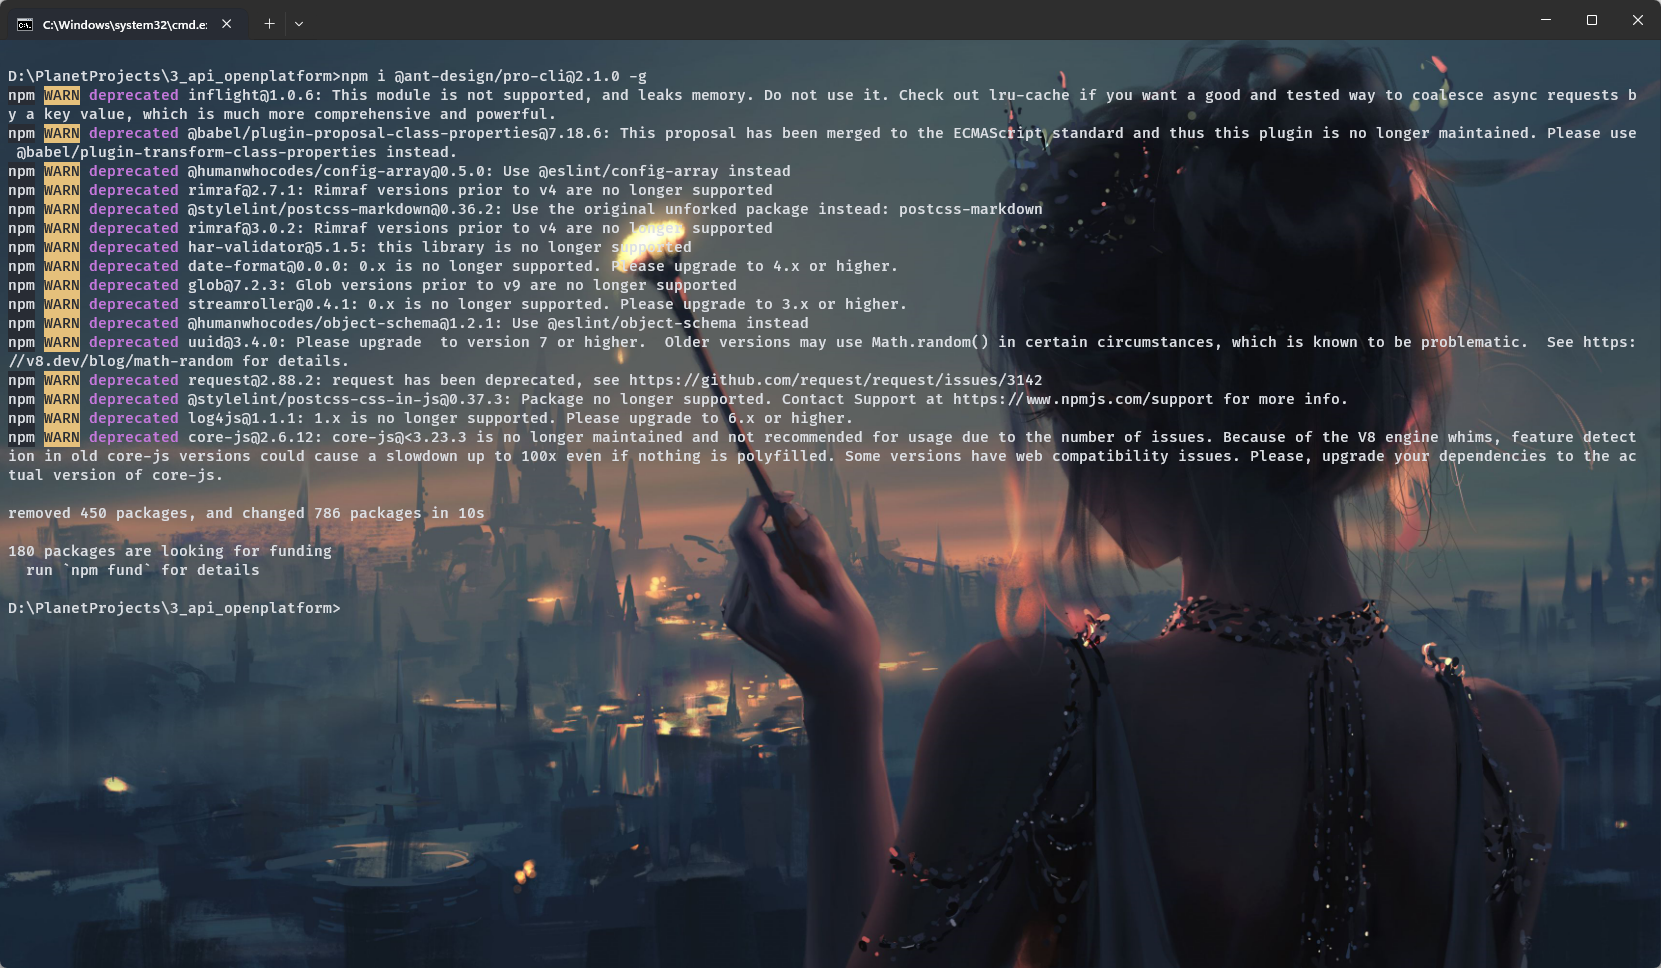 C:\Windows\system32\cmd.e:
D:\PlanetProjects\3_api_openplatform>npm i @ant-design/pro-cli@2.1.0 -g
npm WARN deprecated inflight@1.0.6: This module is not supported, and leaks memory. Do not use it. Check out lru-cache if you want a good and tested way to coalesce async requests b
y a key value, which is much more comprehensive and powerful.
npm WARN deprecated @babel/plugin-proposal-class-properties@7.18.6: This proposal has been merged to the ECMAScript standard and thus this plugin is no longer maintained. Please use
@babel/plugin-transform-class-properties instead.
npm WARN deprecated @humanwhocodes/config-array@0.5.0: Use @eslint/config-array instead
npm WARN deprecated rimraf@2.7.1: Rimraf versions prior to v4 are no longer supported
npm WARN deprecated @stylelint/postcss-markdown@0.36.2: Use the original unforked package instead: postcss-markdown
npm WARN deprecated rimraf@3.0.2: Rimraf versions prior to v4 are no longer supported
npm WARN deprecated har-validator@5.1.5: this library is no longer supported
npm WARN deprecated date-format@0.0.0: 0.x is no longer supported. Please upgrade to 4.x or higher.
npm WARN deprecated glob@7.2.3: Glob versions prior to v9 are no longer supported
npm WARN deprecated streamroller@0.4.1: 0.x is no longer supported. Please upgrade to 3.x or higher.
npm WARN deprecated @humanwhocodes/object-schema@1.2.1: Use @eslint/object-schema instead
npm WARN deprecated uuid@3.4.0: Please upgrade  to version 7 or higher.  Older versions may use Math.random() in certain circumstances, which is known to be problematic.  See https:
//v8.dev/blog/math-random for details.
npm WARN deprecated request@2.88.2: request has been deprecated, see https://github.com/request/request/issues/3142
npm WARN deprecated @stylelint/postcss-css-in-js@0.37.3: Package no longer supported. Contact Support at https://www.npmjs.com/support for more info.
npm WARN deprecated log4js@1.1.1: 1.x is no longer supported. Please upgrade to 6.x or higher.
npm WARN deprecated core-js@2.6.12: core-js@<3.23.3 is no longer maintained and not recommended for usage due to the number of issues. Because of the V8 engine whims, feature detect
ion in old core-js versions could cause a slowdown up to 100x even if nothing is polyfilled. Some versions have web compatibility issues. Please, upgrade your dependencies to the ac
tual version of core-js.
removed 450 packages, and changed 786 packages in 10s
180 packages are looking for funding
run `npm fund` for details
D:\PlanetProjects\3_api_openplatform>